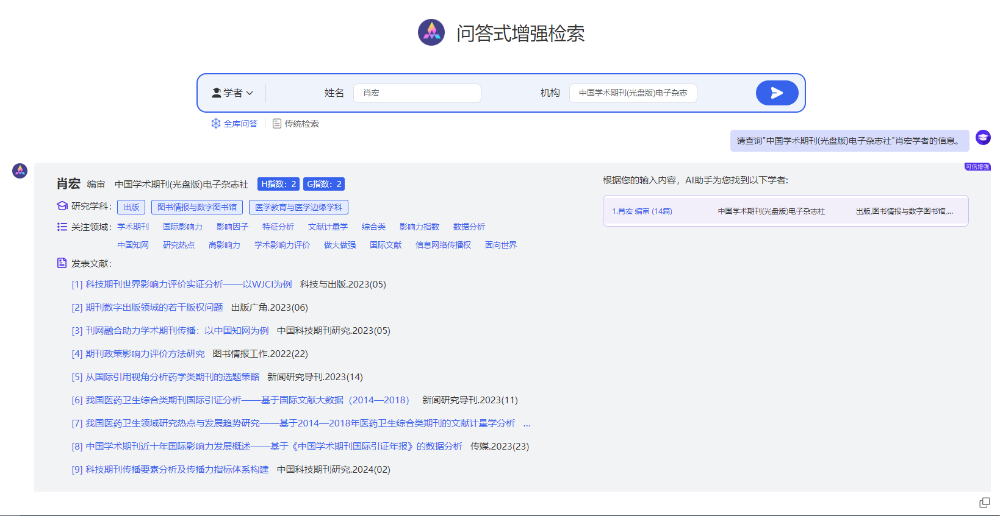 问答式增强检索
学者 姓名 肖宏 机构 中国学术期刊(光盘版)电子杂志
全库问答 传统检索
请查询"中国学术期刊(光盘版)电子杂志社"肖宏学者的信息。
可信增强
肖宏 编审 中国学术期刊(光盘版)电子杂志社 H指数：2 G指数：2
研究学科： 出版 图书情报与数字图书馆 医学教育与医学边缘学科
关注领域： 学术期刊 国际影响力 影响因子 特征分析 文献计量学 综合类 影响力指数 数据分析
中国知网 研究热点 高影响力 学术影响力评价 做大做强 国际文献 信息网络传播权 面向世界
发表文献：
[1] 科技期刊世界影响力评价实证分析——以WJCI为例 科技与出版.2023(05)
[2] 期刊数字出版领域的若干版权问题 出版广角.2023(06)
[3] 刊网融合助力学术期刊传播：以中国知网为例 中国科技期刊研究.2023(05)
[4] 期刊政策影响力评价方法研究 图书情报工作.2022(22)
[5] 从国际引用视角分析药学类期刊的选题策略 新闻研究导刊.2023(14)
[6] 我国医药卫生综合类期刊国际引证分析——基于国际文献大数据（2014—2018） 新闻研究导刊.2023(11)
[7] 我国医药卫生领域研究热点与发展趋势研究——基于2014—2018年医药卫生综合类期刊的文献计量学分析 ...
[8] 中国学术期刊近十年国际影响力发展概述——基于《中国学术期刊国际引证年报》的数据分析 传媒.2023(23)
[9] 科技期刊传播要素分析及传播力指标体系构建 中国科技期刊研究.2024(02)
根据您的输入内容，AI助手为您找到以下学者:
1.肖宏 编审 (14篇) 中国学术期刊(光盘版)电子杂志社 出版,图书情报与数字图书馆,...